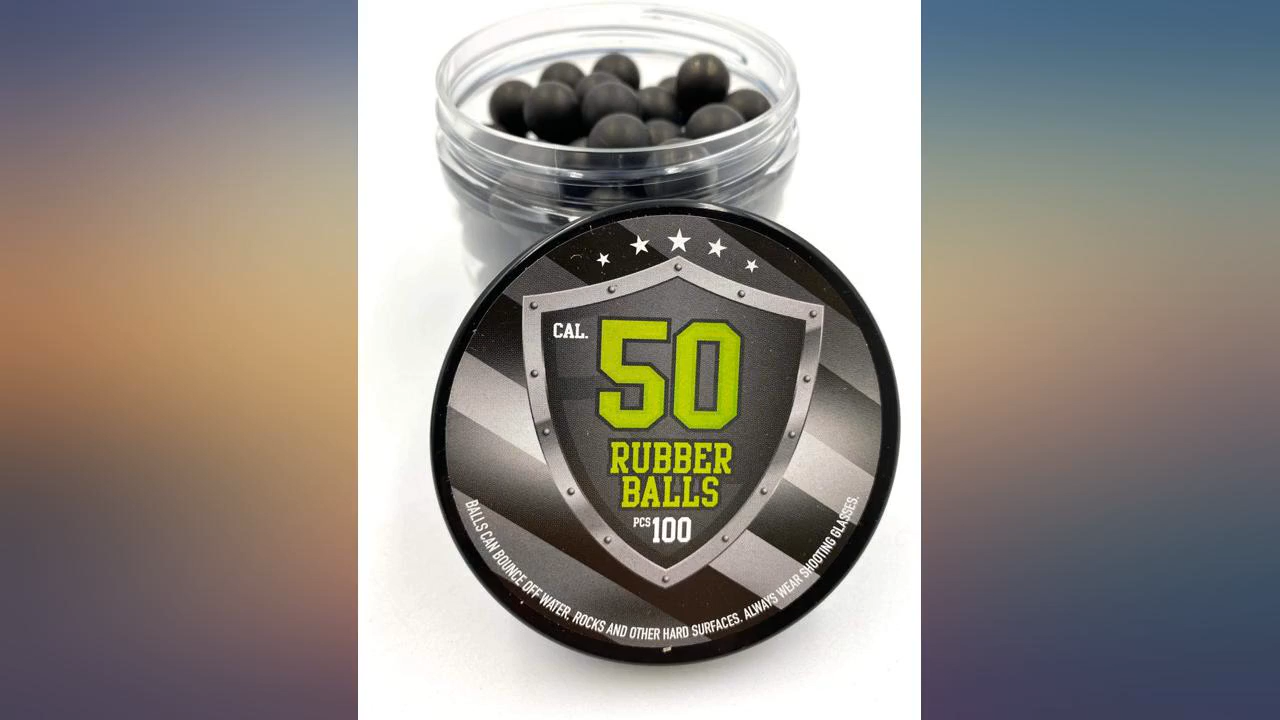 CAL. 50
RUBBER
BALLS
PCS 100
BALLS CAN BOUNCE OFF WATER, ROCKS AND OTHER HARD SURFACES. ALWAYS WEAR SHOOTING GLASSES.